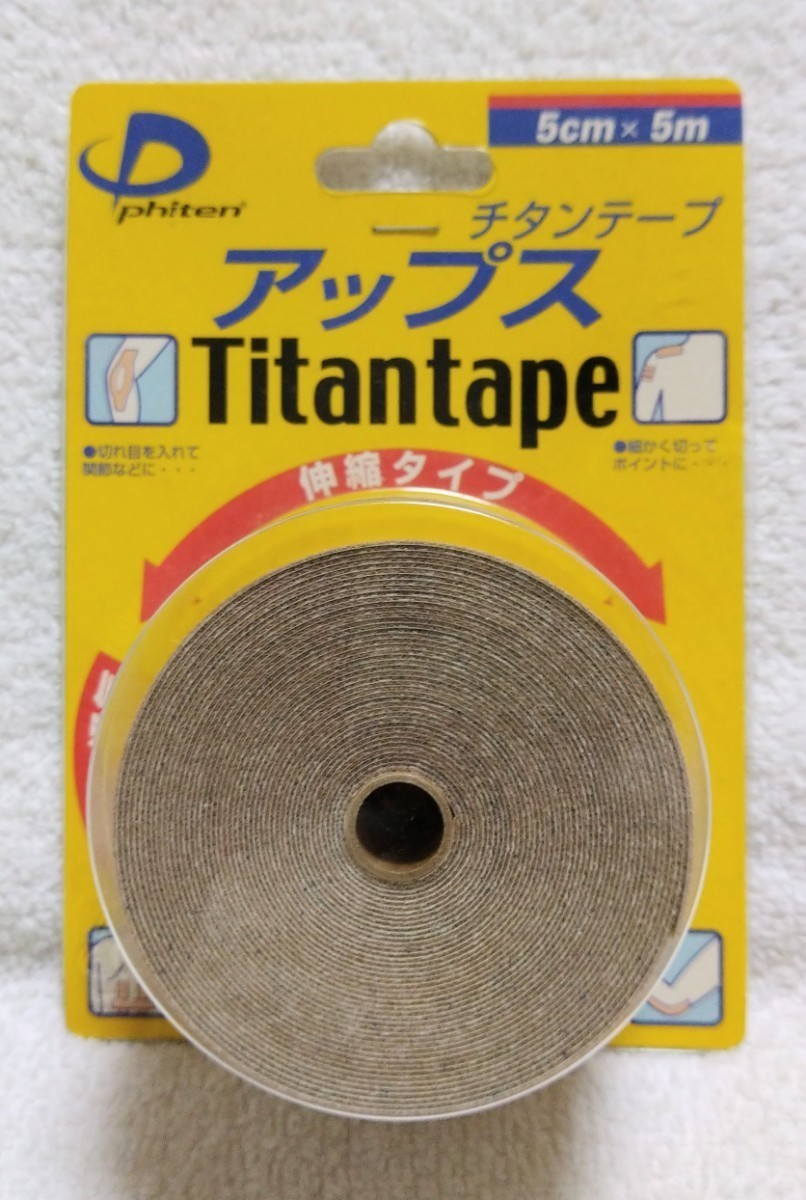 5cm × 5m
phiten®
チタンテープ
アップス
Titantape
●切れ目を入れて
関節などに・・・
●細かく切って
ポイントに・・・
伸縮タイプ